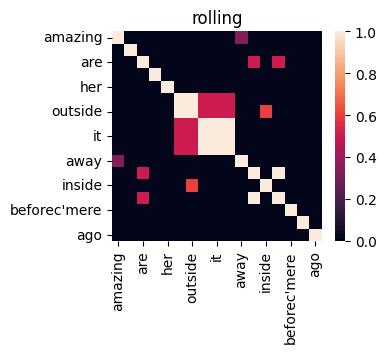 rolling
amazing
are
her
outside
it
away
inside
beforec'mere
ago
1.0
0.8
0.6
0.4
0.2
0.0
amazing
are
her
outside
it
away
inside
beforec'mere
ago